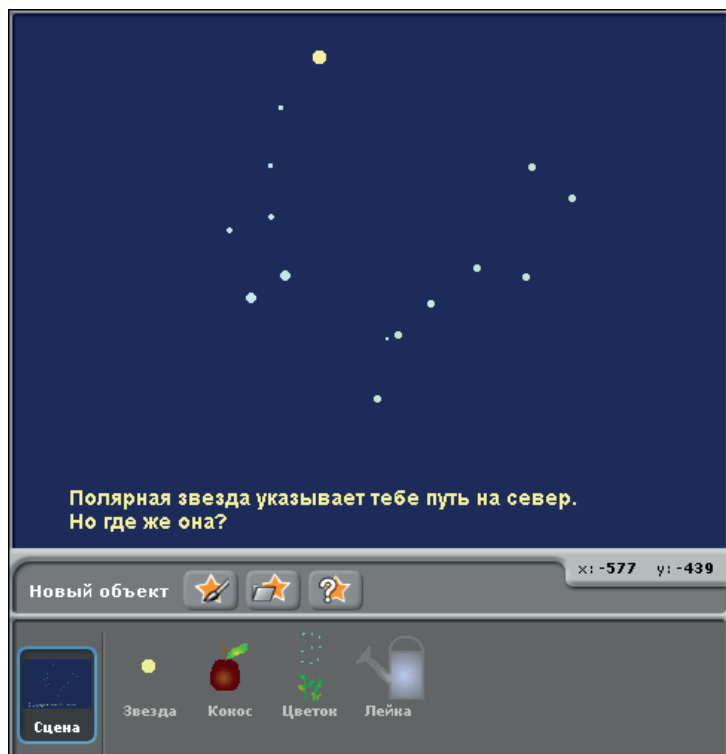 Полярная звезда указывает тебе путь на север.
Но где же она?
x: -577 y: -439
Новый объект
Звезда Кокос Цветок Лейка
Сцена